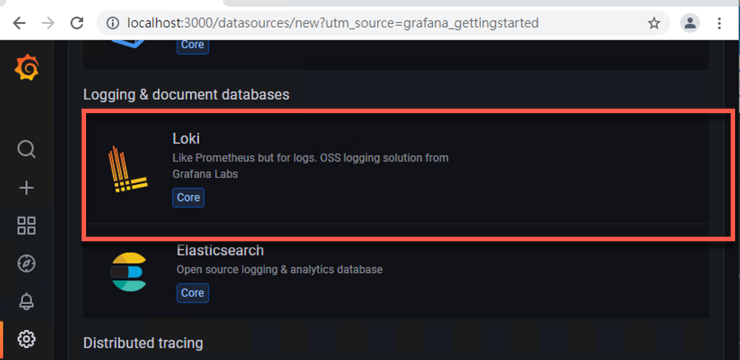 localhost:3000/datasources/new?utm_source=grafana_gettingstarted
Core
Logging & document databases
Loki
Like Prometheus but for logs. OSS logging solution from
Grafana Labs
Core
Elasticsearch
Open source logging & analytics database
Core
Distributed tracing